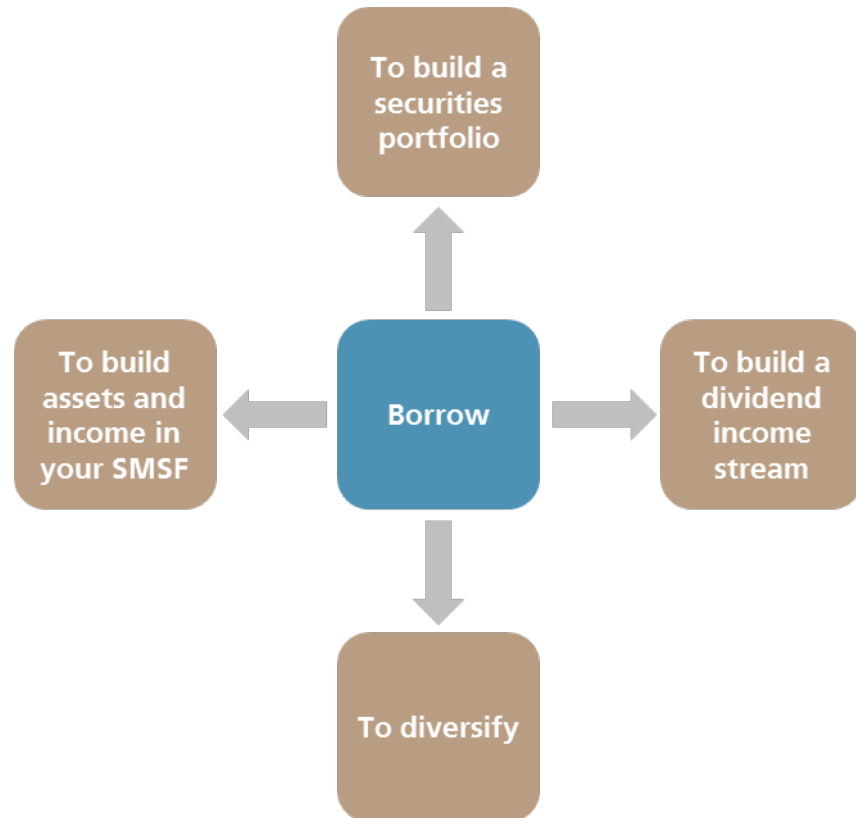 To build a
securities
portfolio
To build
assets and
income in
your SMSF
Borrow
To build a
dividend
income
stream
To diversify